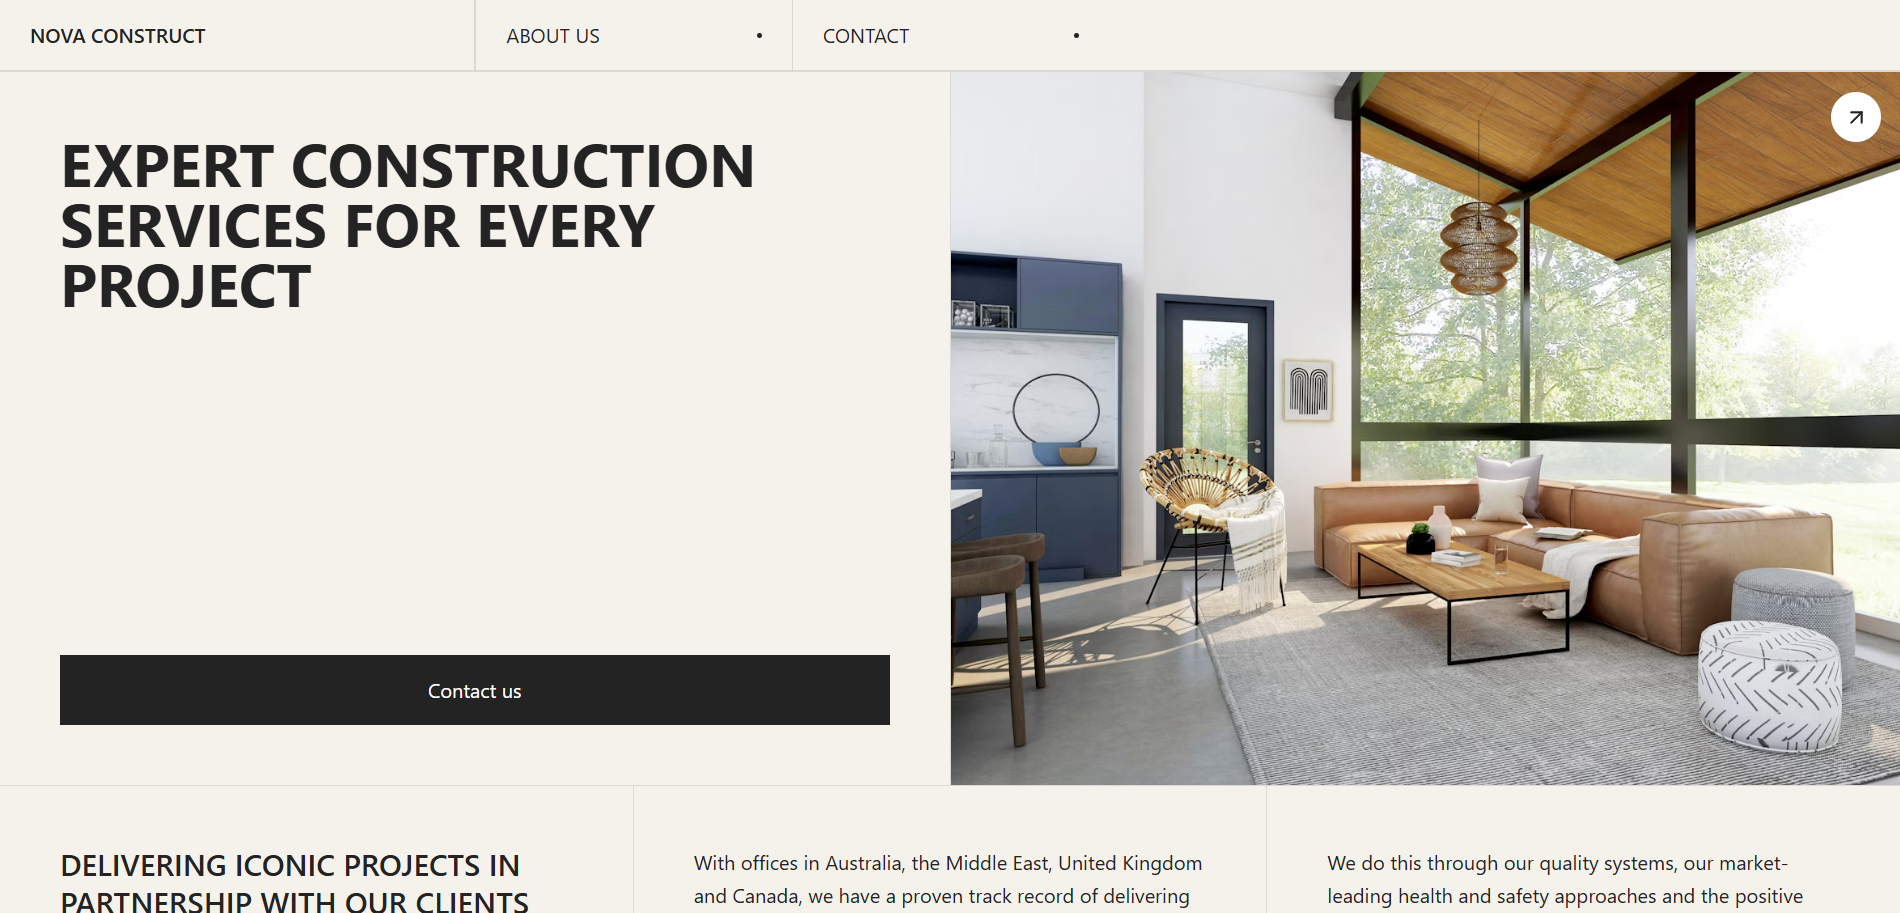 NOVA CONSTRUCT
ABOUT US
CONTACT
EXPERT CONSTRUCTION
SERVICES FOR EVERY
PROJECT
Contact us
DELIVERING ICONIC PROJECTS IN
PARTNERSHIP WITH OUR CLIENTS
With offices in Australia, the Middle East, United Kingdom
and Canada, we have a proven track record of delivering
We do this through our quality systems, our market-
leading health and safety approaches and the positive